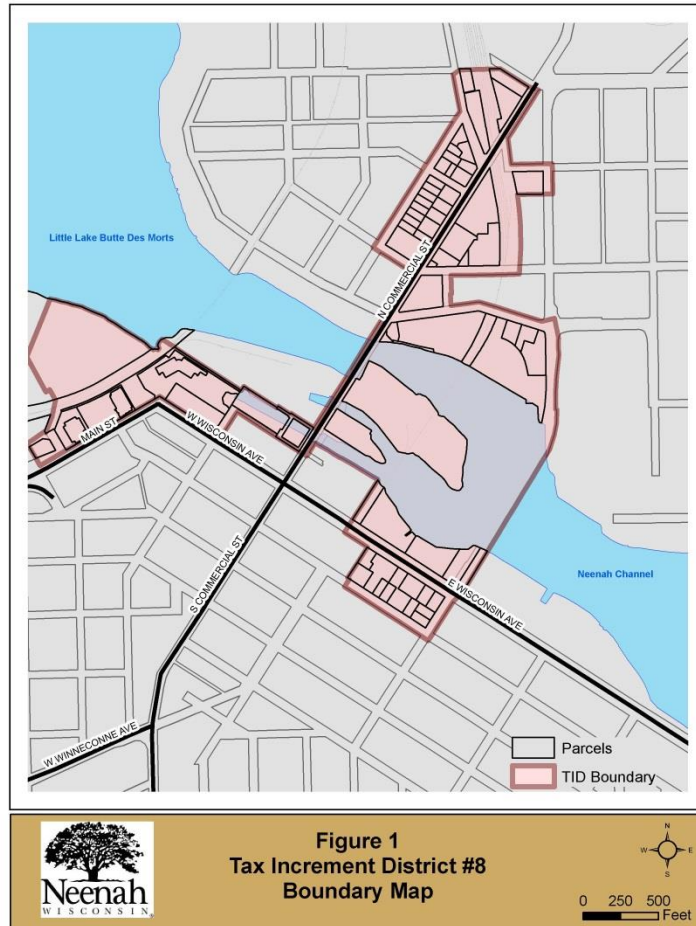 Little Lake Butte Des Morts
N COMMERCIAL ST
MAIN ST
W WISCONSIN AVE
S COMMERCIAL ST
E WISCONSIN AVE
Neenah Channel
W WINNECONNE AVE
Parcels
TID Boundary
Neenah
WISCONSIN
Figure 1
Tax Increment District #8
Boundary Map
N
W E
S
0 250 500
Feet